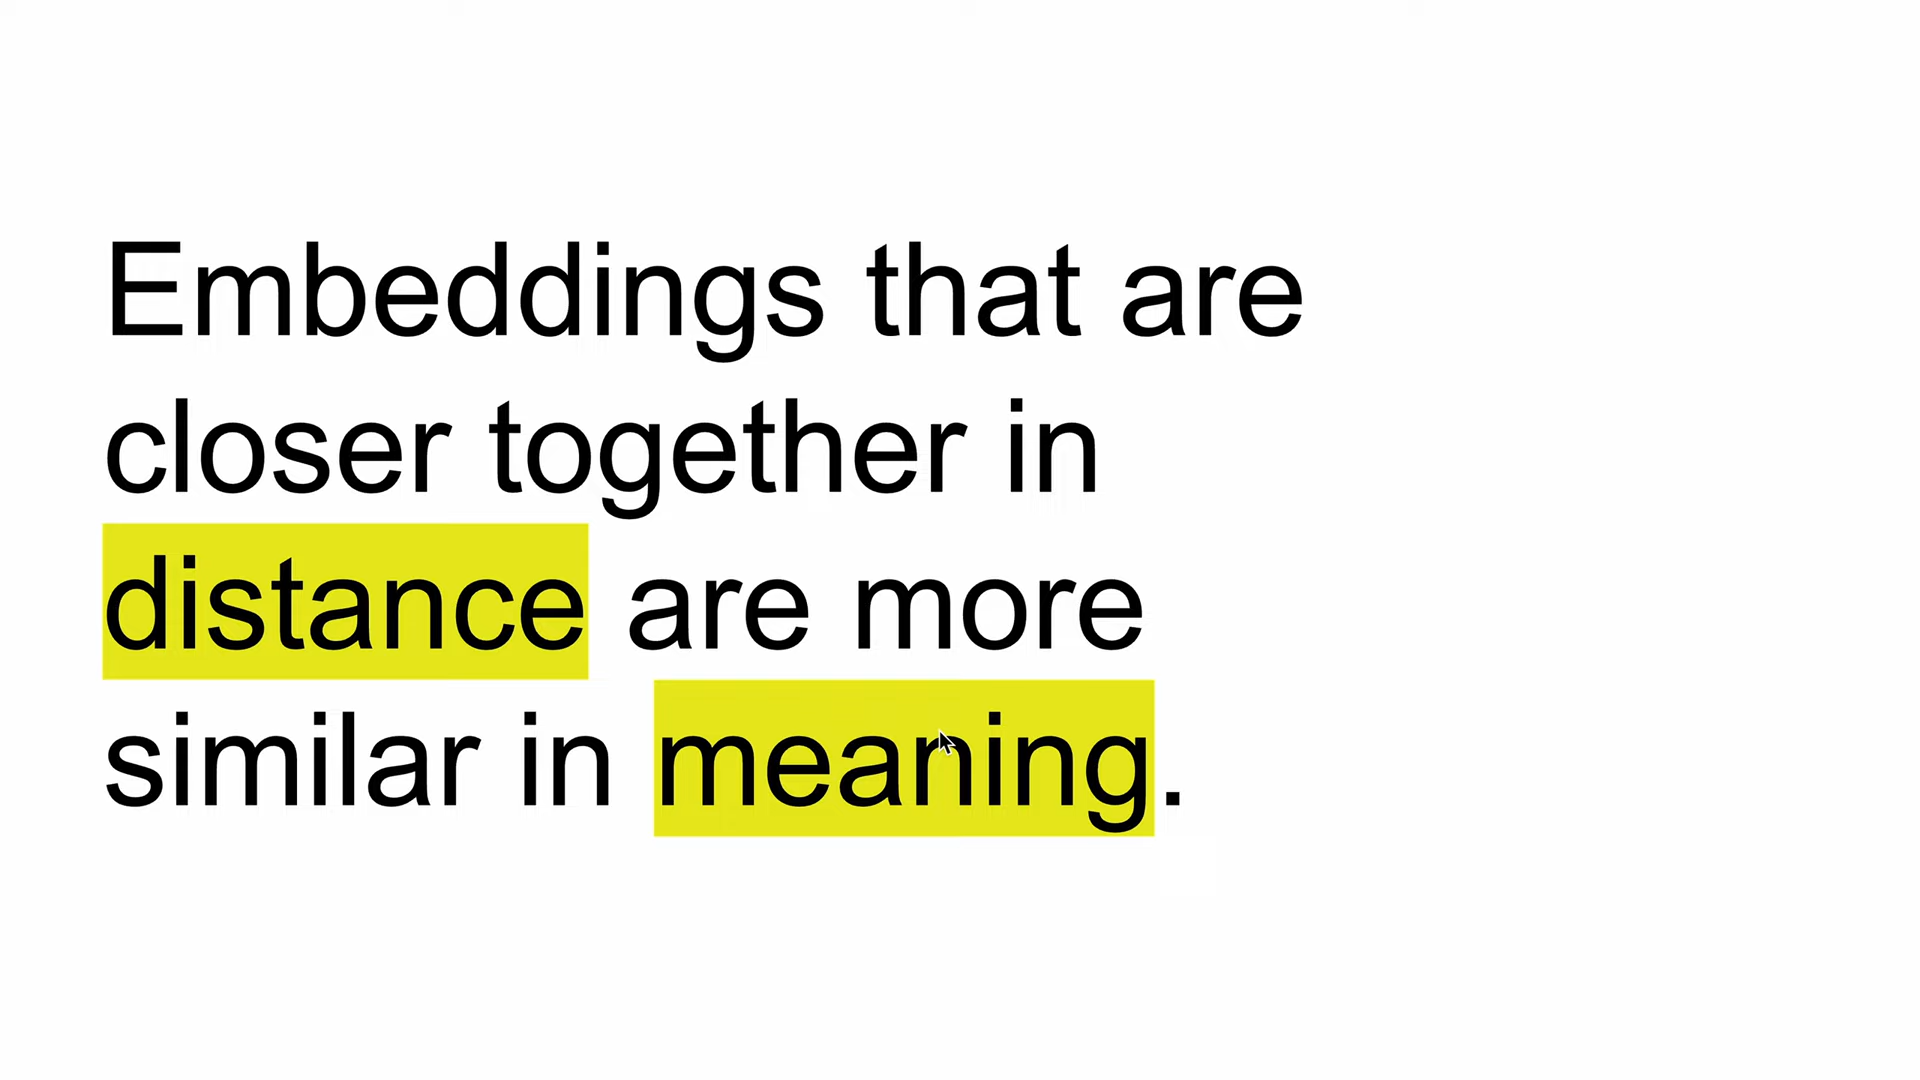 Embeddings that are
closer together in
distance are more
similar in meaning.